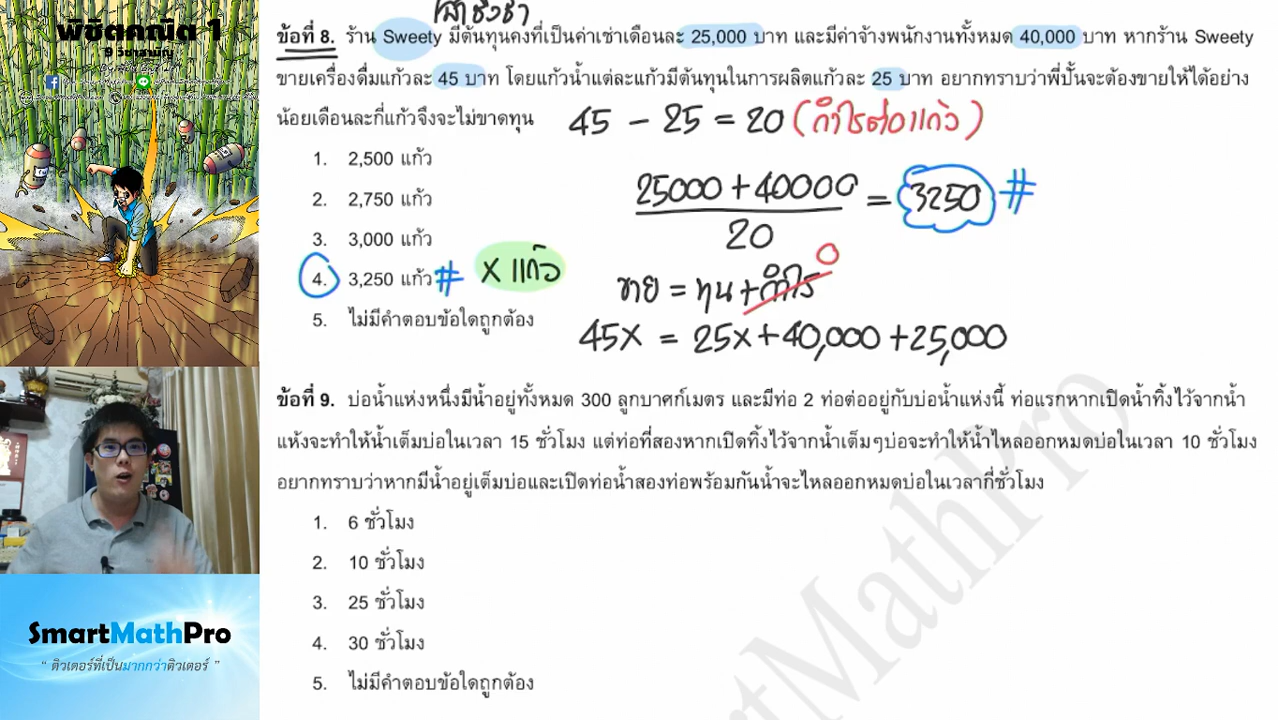 พิชิตคณิต 1
9 วิชาสามัญ
เสาชิงช้า
ข้อที่ 8. ร้าน Sweety มีต้นทุนคงที่เป็นค่าเช่าเดือนละ 25,000 บาท และมีค่าจ้างพนักงานทั้งหมด 40,000 บาท หากร้าน Sweety
ขายเครื่องดื่มแก้วละ 45 บาท โดยแก้วน้ำแต่ละแก้วมีต้นทุนในการผลิตแก้วละ 25 บาท อยากทราบว่าพี่ปั้นจะต้องขายให้ได้อย่าง
น้อยเดือนละกี่แก้วจึงจะไม่ขาดทุน
45 - 25 = 20 (กำไรต่อแก้ว)
1. 2,500 แก้ว
2. 2,750 แก้ว
3. 3,000 แก้ว
4. 3,250 แก้ว #
5. ไม่มีคำตอบข้อใดถูกต้อง
25000 + 40000
20
= 3250 #
x แก้ว
0
ขาย = ทุน + กำไร
45x = 25x + 40,000 + 25,000
ข้อที่ 9. บ่อน้ำแห่งหนึ่งมีน้ำอยู่ทั้งหมด 300 ลูกบาศก์เมตร และมีท่อ 2 ท่อต่ออยู่กับบ่อน้ำแห่งนี้ ท่อแรกหากเปิดน้ำทิ้งไว้จากน้ำ
แห้งจะทำให้น้ำเต็มบ่อในเวลา 15 ชั่วโมง แต่ท่อที่สองหากเปิดทิ้งไว้จากน้ำเต็มๆบ่อจะทำให้น้ำไหลออกหมดบ่อในเวลา 10 ชั่วโมง
อยากทราบว่าหากมีน้ำอยู่เต็มบ่อและเปิดท่อน้ำสองท่อพร้อมกันน้ำจะไหลออกหมดบ่อในเวลากี่ชั่วโมง
1. 6 ชั่วโมง
2. 10 ชั่วโมง
3. 25 ชั่วโมง
4. 30 ชั่วโมง
5. ไม่มีคำตอบข้อใดถูกต้อง
SmartMathPro
“ ติวเตอร์ที่เป็นมากกว่าติวเตอร์ ”
MathPro